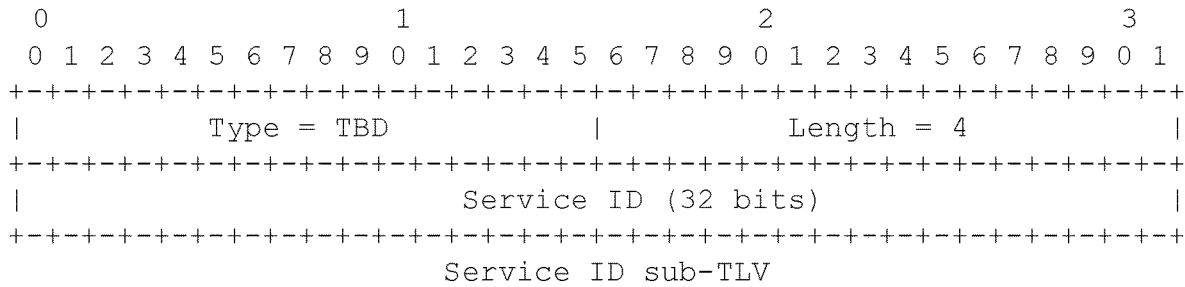 0                   1                   2                   3
0 1 2 3 4 5 6 7 8 9 0 1 2 3 4 5 6 7 8 9 0 1 2 3 4 5 6 7 8 9 0 1
+-+-+-+-+-+-+-+-+-+-+-+-+-+-+-+-+-+-+-+-+-+-+-+-+-+-+-+-+-+-+-+-+
|          Type = TBD           |          Length = 4           |
+-+-+-+-+-+-+-+-+-+-+-+-+-+-+-+-+-+-+-+-+-+-+-+-+-+-+-+-+-+-+-+-+
|                        Service ID (32 bits)                   |
+-+-+-+-+-+-+-+-+-+-+-+-+-+-+-+-+-+-+-+-+-+-+-+-+-+-+-+-+-+-+-+-+
Service ID sub-TLV